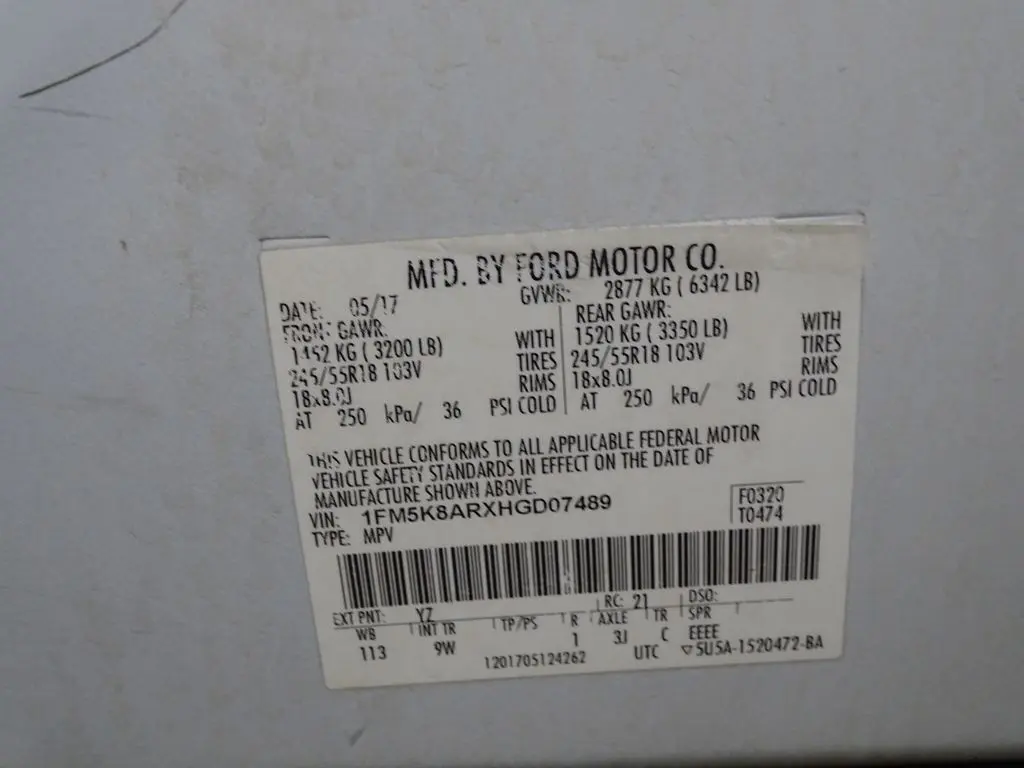 MFD. BY FORD MOTOR CO.
DATE: 05/17 GVWR: 2877 KG ( 6342 LB)
FRONT GAWR: REAR GAWR:
1452 KG ( 3200 LB) WITH 1520 KG ( 3350 LB) WITH
245/55R18 103V TIRES 245/55R18 103V TIRES
18x8.0J RIMS 18x8.0J RIMS
AT 250 kPa/ 36 PSI COLD AT 250 kPa/ 36 PSI COLD
THIS VEHICLE CONFORMS TO ALL APPLICABLE FEDERAL MOTOR
VEHICLE SAFETY STANDARDS IN EFFECT ON THE DATE OF
MANUFACTURE SHOWN ABOVE.
VIN: 1FM5K8ARXHGD07489 F0320
TYPE: MPV T0474
EXT PNT: YZ RC: 21 DSO:
WB INT TR TP/PS R AXLE TR SPR
113 9W 1 3J C EEEE
1201705124262 UTC ▽5U5A-1520472-BA